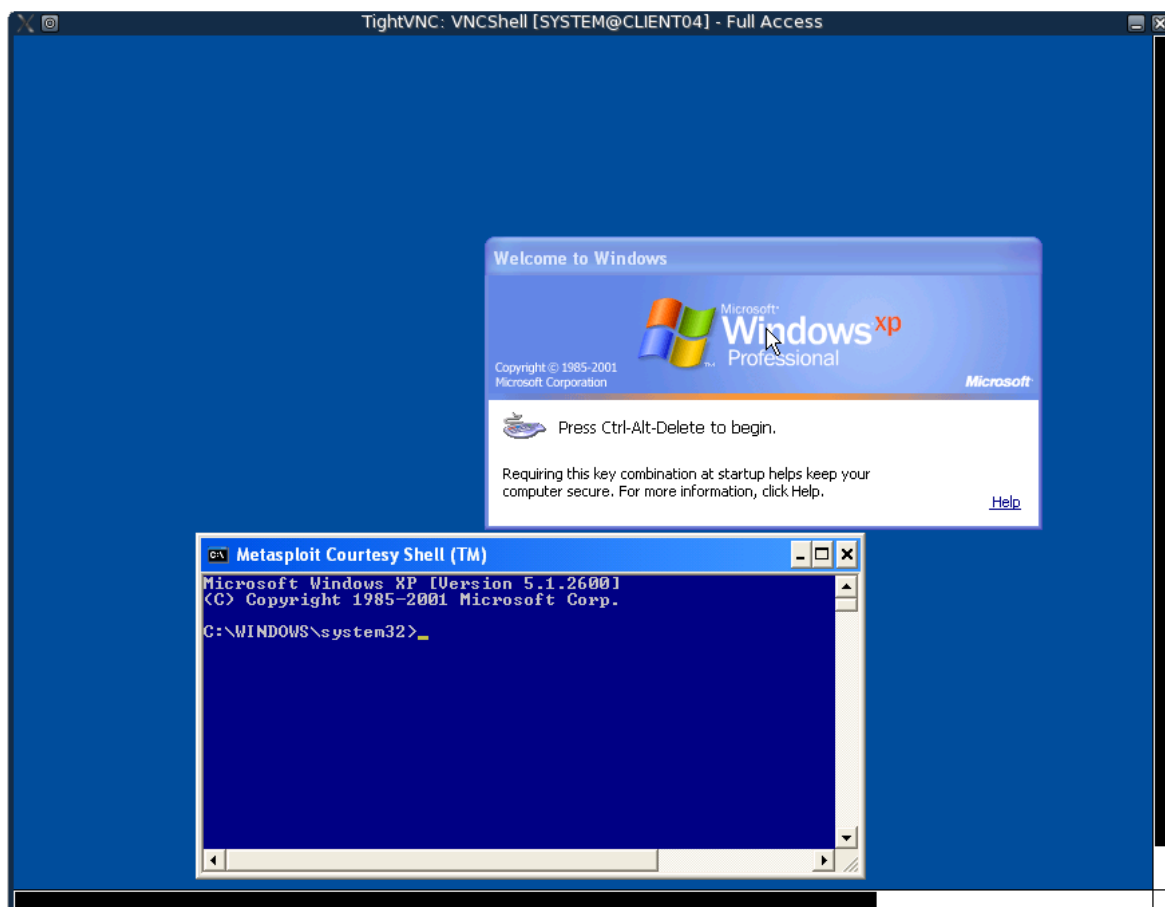 TightVNC: VNCShell [SYSTEM@CLIENT04] - Full Access
Welcome to Windows
Microsoft
Windows xp
Professional
TM
Copyright © 1985-2001
Microsoft Corporation
Microsoft
Press Ctrl-Alt-Delete to begin.
Requiring this key combination at startup helps keep your
computer secure. For more information, click Help.
Help
C:\
Metasploit Courtesy Shell (TM)
Microsoft Windows XP [Version 5.1.2600]
(C) Copyright 1985-2001 Microsoft Corp.
C:\WINDOWS\system32>_